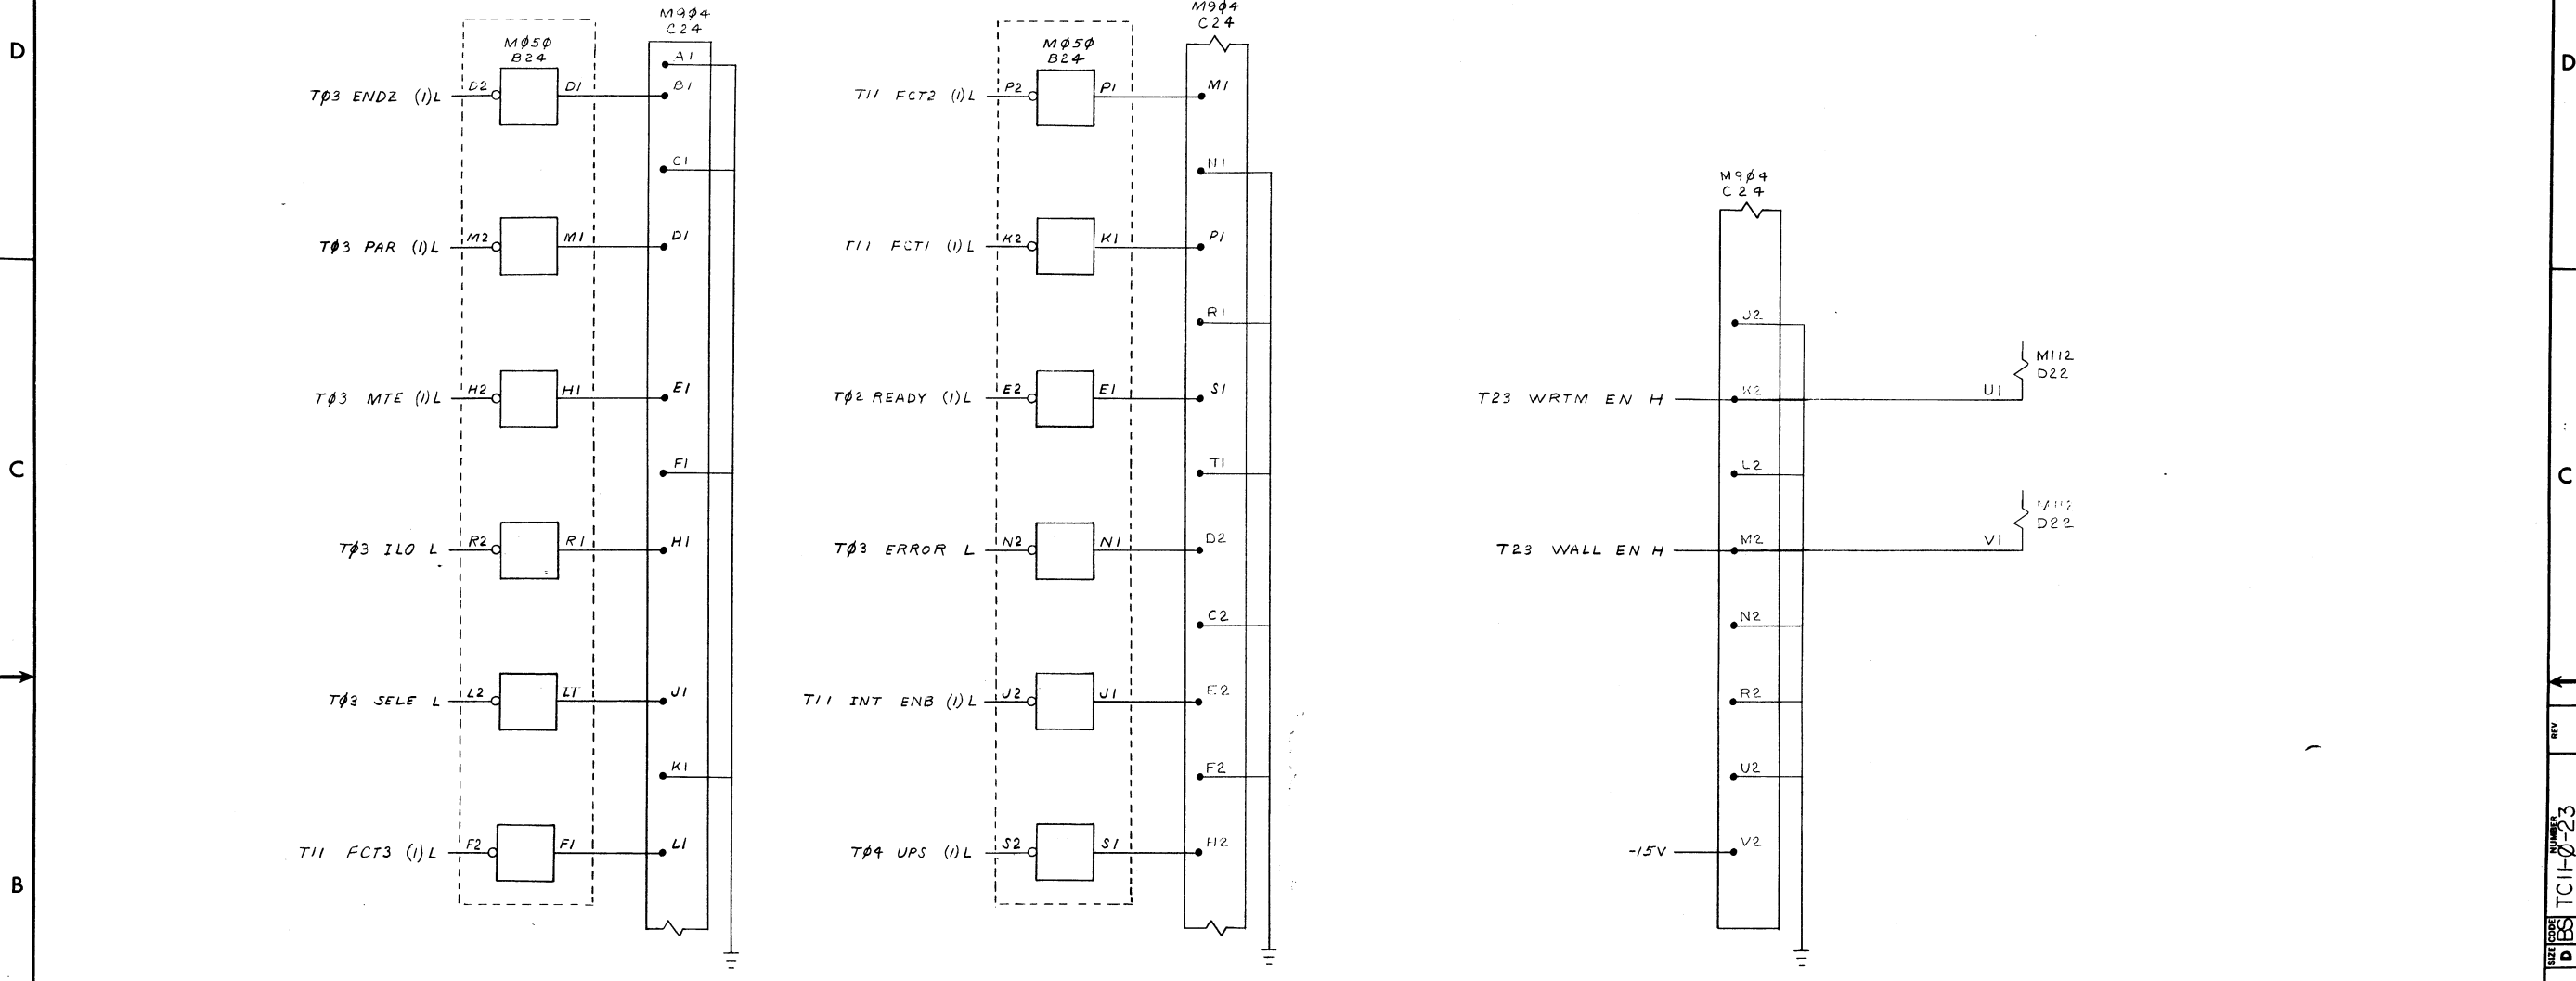 D
MØ5Ø
B24
M9Ø4
C24
A1
TØ3 ENDZ (1)L
D2
D1
B1
C1
TØ3 PAR (1)L
M2
M1
D1
TØ3 MTE (1)L
H2
H1
E1
C
F1
TØ3 ILO L
R2
R1
H1
TØ3 SELE L
L2
L1
J1
K1
T11 FCT3 (1)L
F2
F1
L1
B
MØ5Ø
B24
M9Ø4
C24
T11 FCT2 (1)L
P2
P1
M1
N1
T11 FCT1 (1)L
K2
K1
P1
R1
TØ2 READY (1)L
E2
E1
S1
T1
TØ3 ERROR L
N2
N1
D2
C2
T11 INT ENB (1)L
J2
J1
E2
F2
TØ4 UPS (1)L
S2
S1
H2
M9Ø4
C24
J2
T23 WRTM EN H
K2
U1
M112
D22
L2
T23 WALL EN H
M2
V1
M112
D22
N2
R2
U2
-15V
V2
D
C
REV.
NUMBER
TC11-0-23
SIZE CODE
D BS